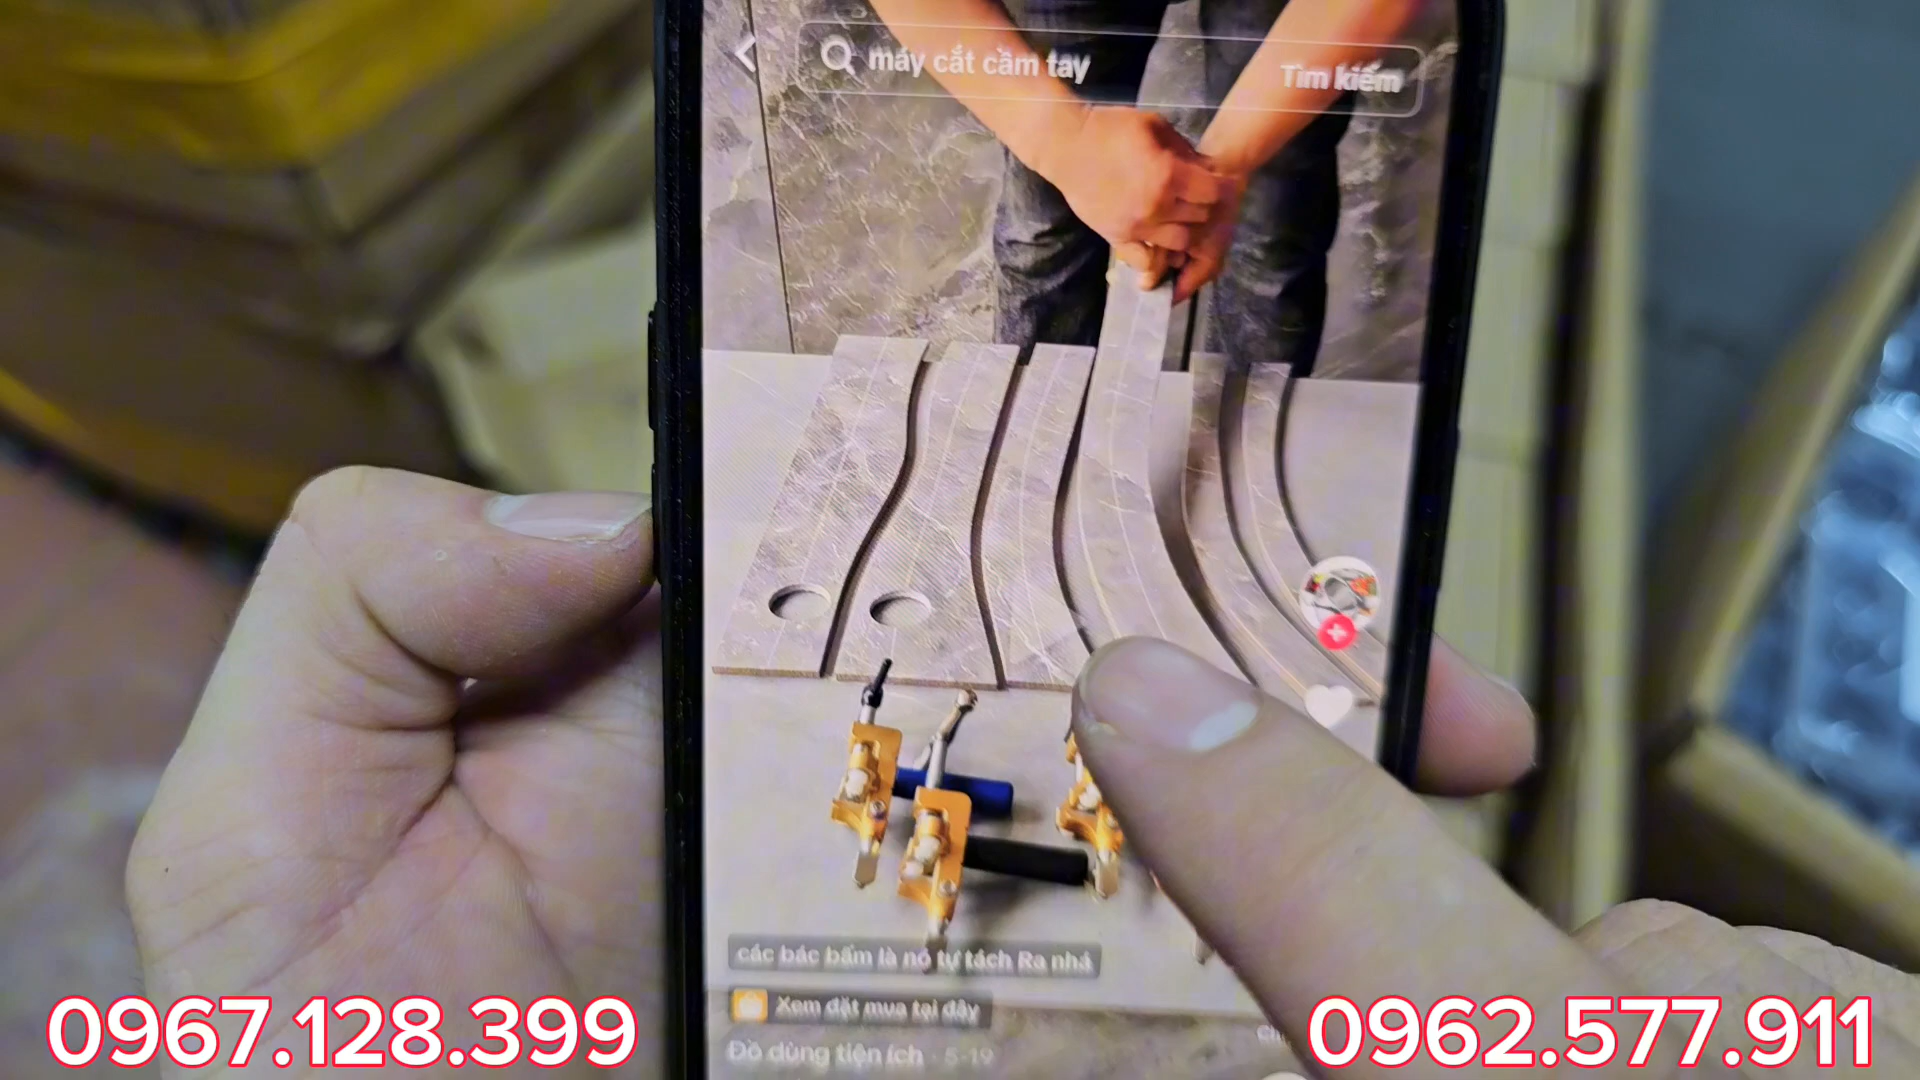 máy cắt cầm tay
Tìm kiếm
các bác bấm là nó tự tách Ra nhá
Xem đặt mua tại đây
Đồ dùng tiện ích · 5-19
0967.128.399
0962.577.911